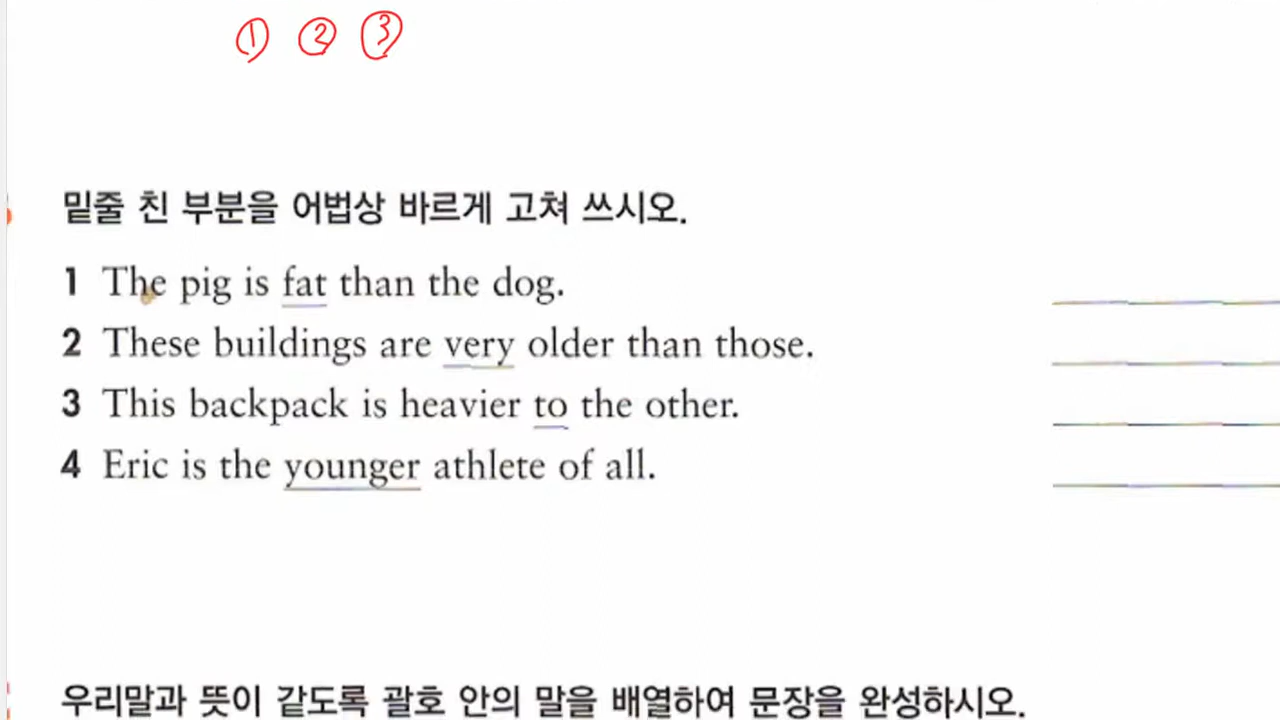 ① ② ③
밑줄 친 부분을 어법상 바르게 고쳐 쓰시오.
1 The pig is fat than the dog.
2 These buildings are very older than those.
3 This backpack is heavier to the other.
4 Eric is the younger athlete of all.
우리말과 뜻이 같도록 괄호 안의 말을 배열하여 문장을 완성하시오.